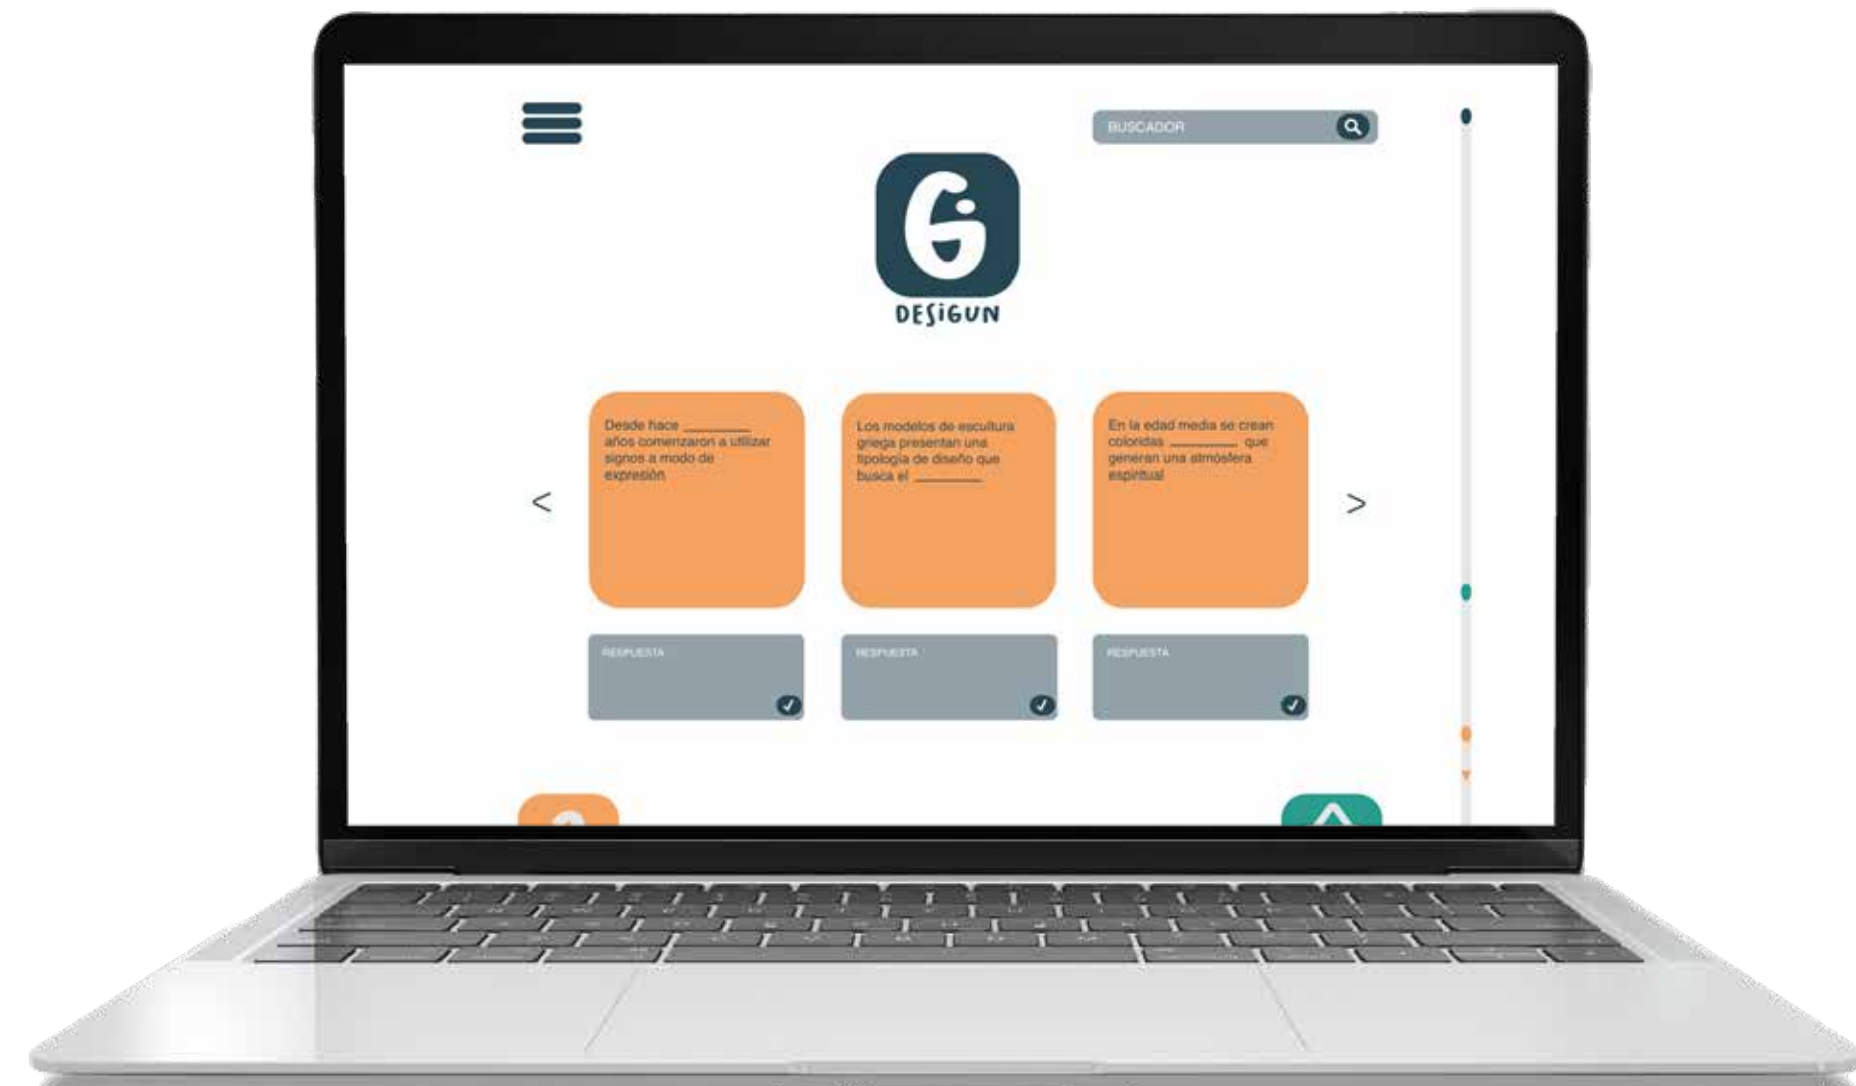 BUSCADOR
DESiGUN
Desde hace ________
años comenzaron a utilizar
signos a modo de
expresión
Los modelos de escultura
griega presentan una
tipología de diseño que
busca el ________
En la edad media se crean
coloridas ________ que
generan una atmósfera
espiritual
<
>
RESPUESTA
RESPUESTA
RESPUESTA